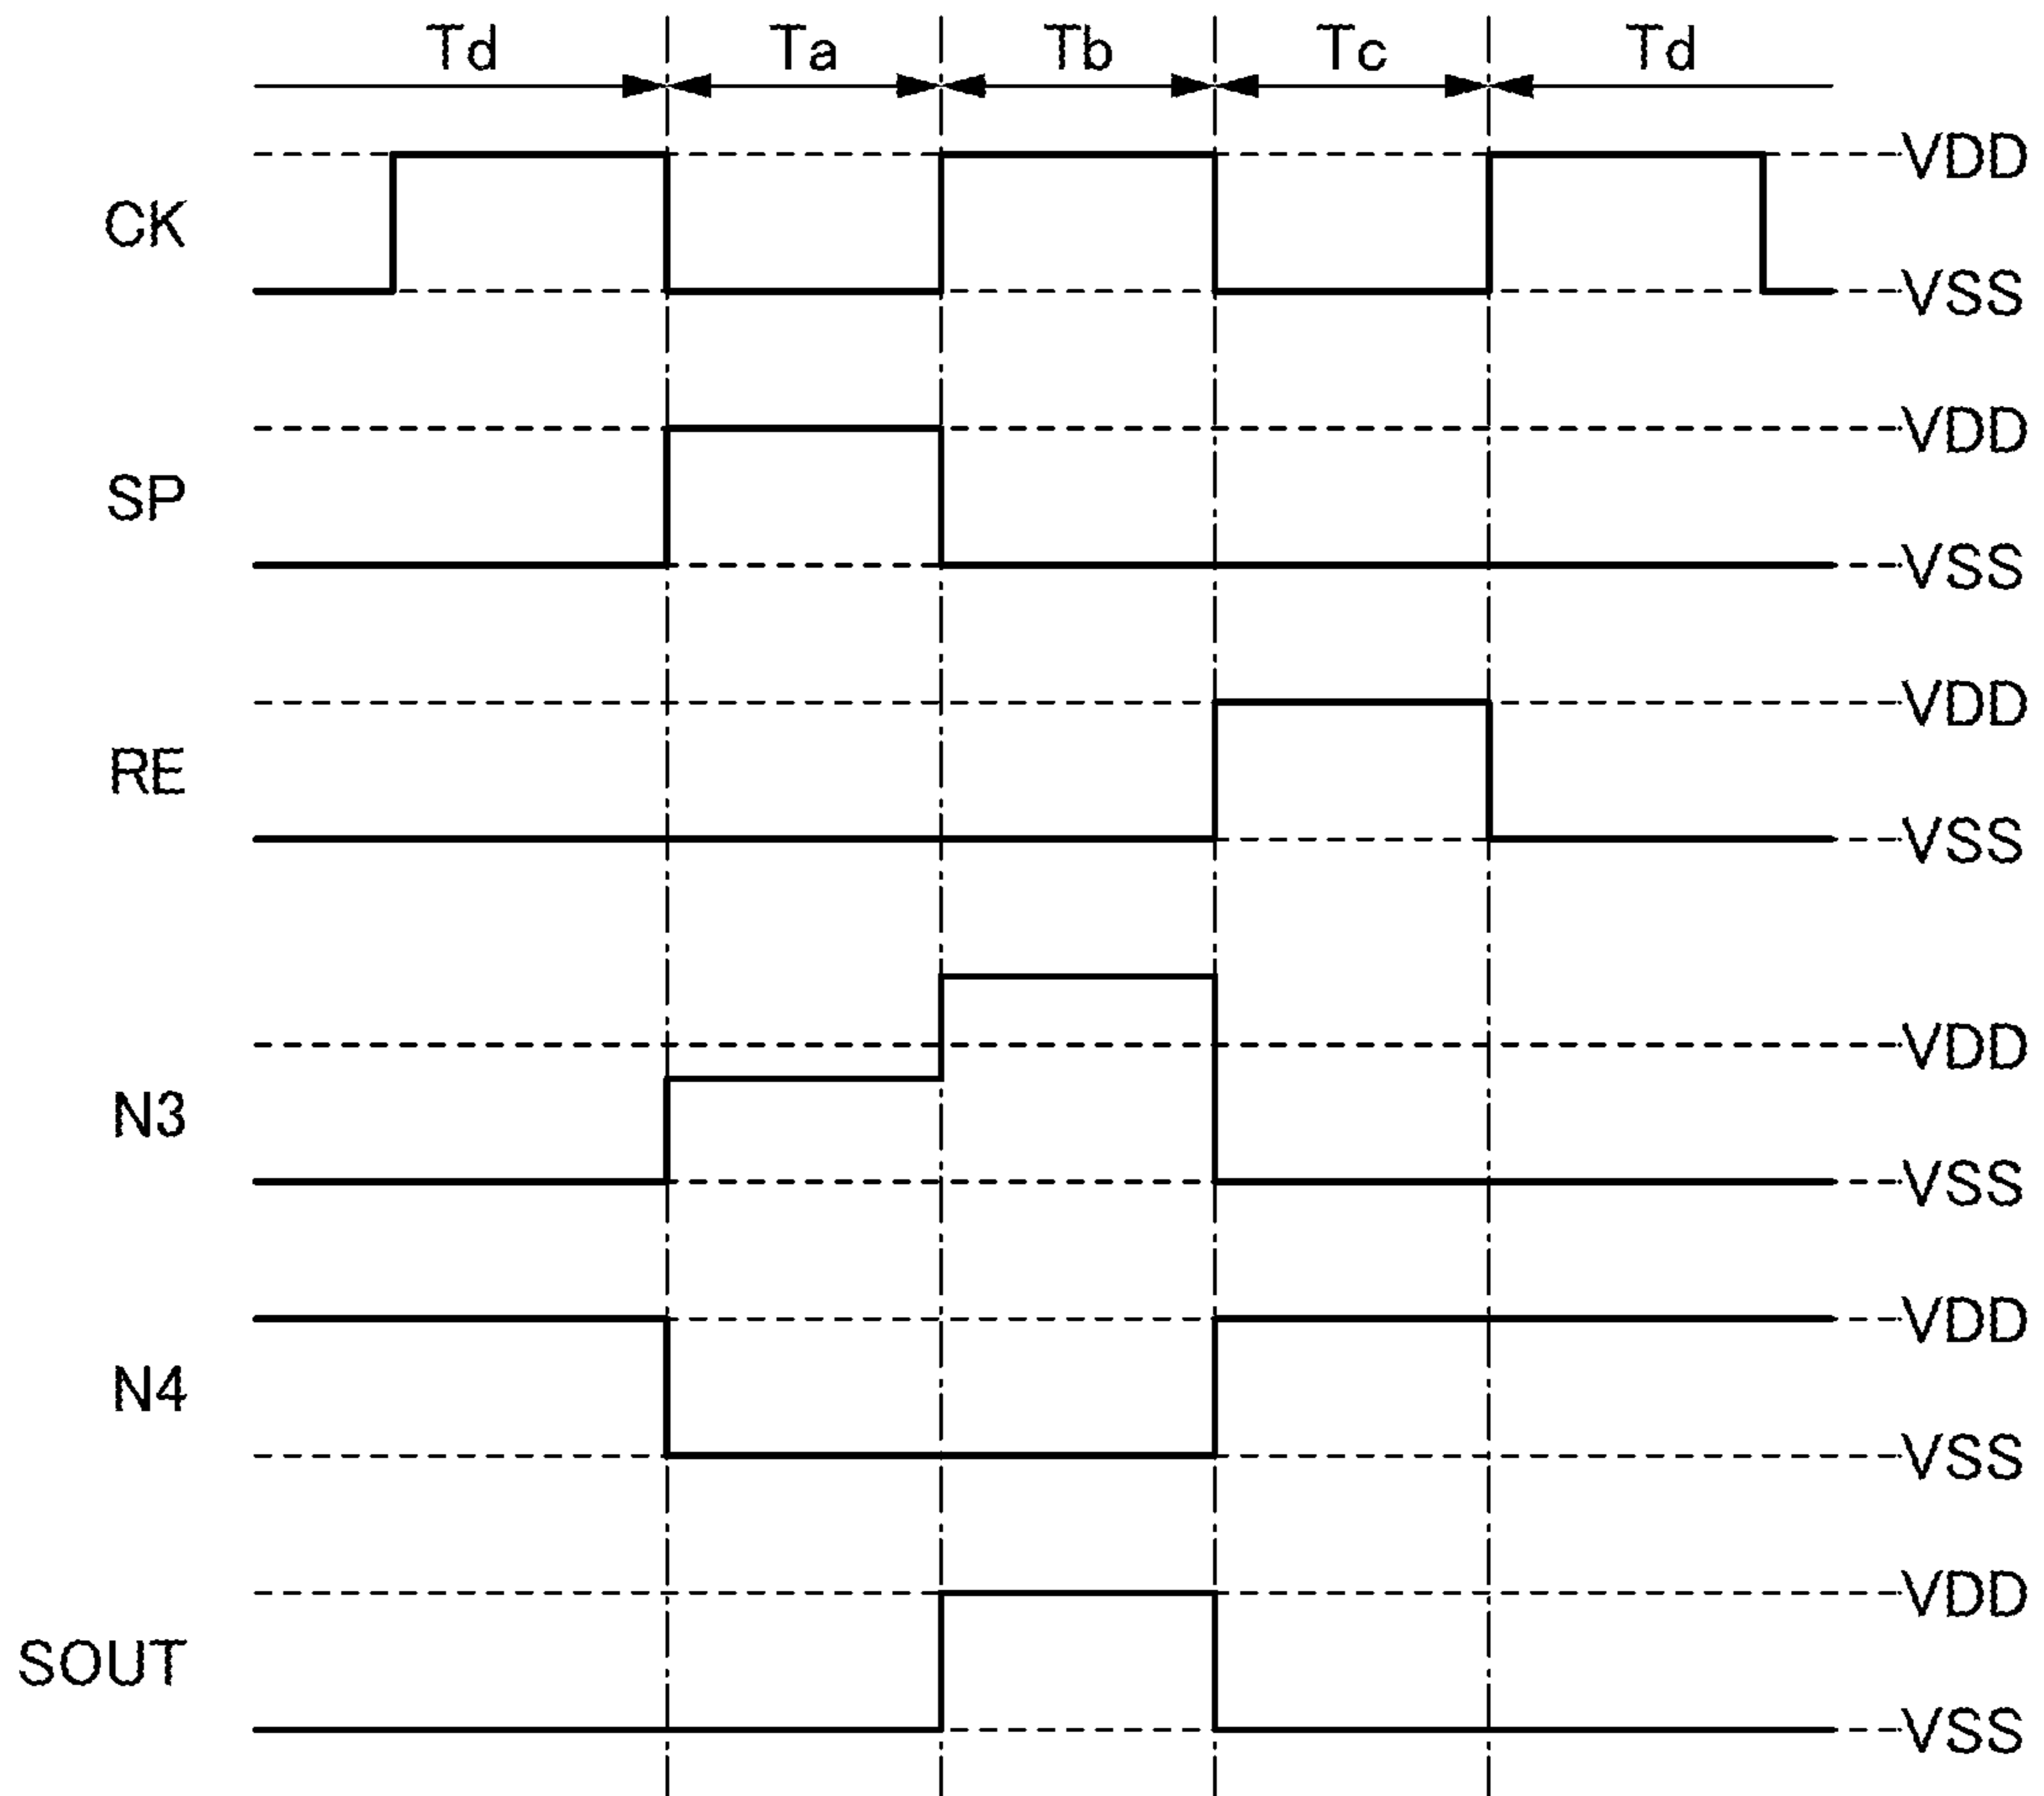 Td Ta Tb Tc Td
VDD
CK
VSS
VDD
SP
VSS
VDD
RE
VSS
VDD
N3
VSS
VDD
N4
VSS
VDD
SOUT
VSS